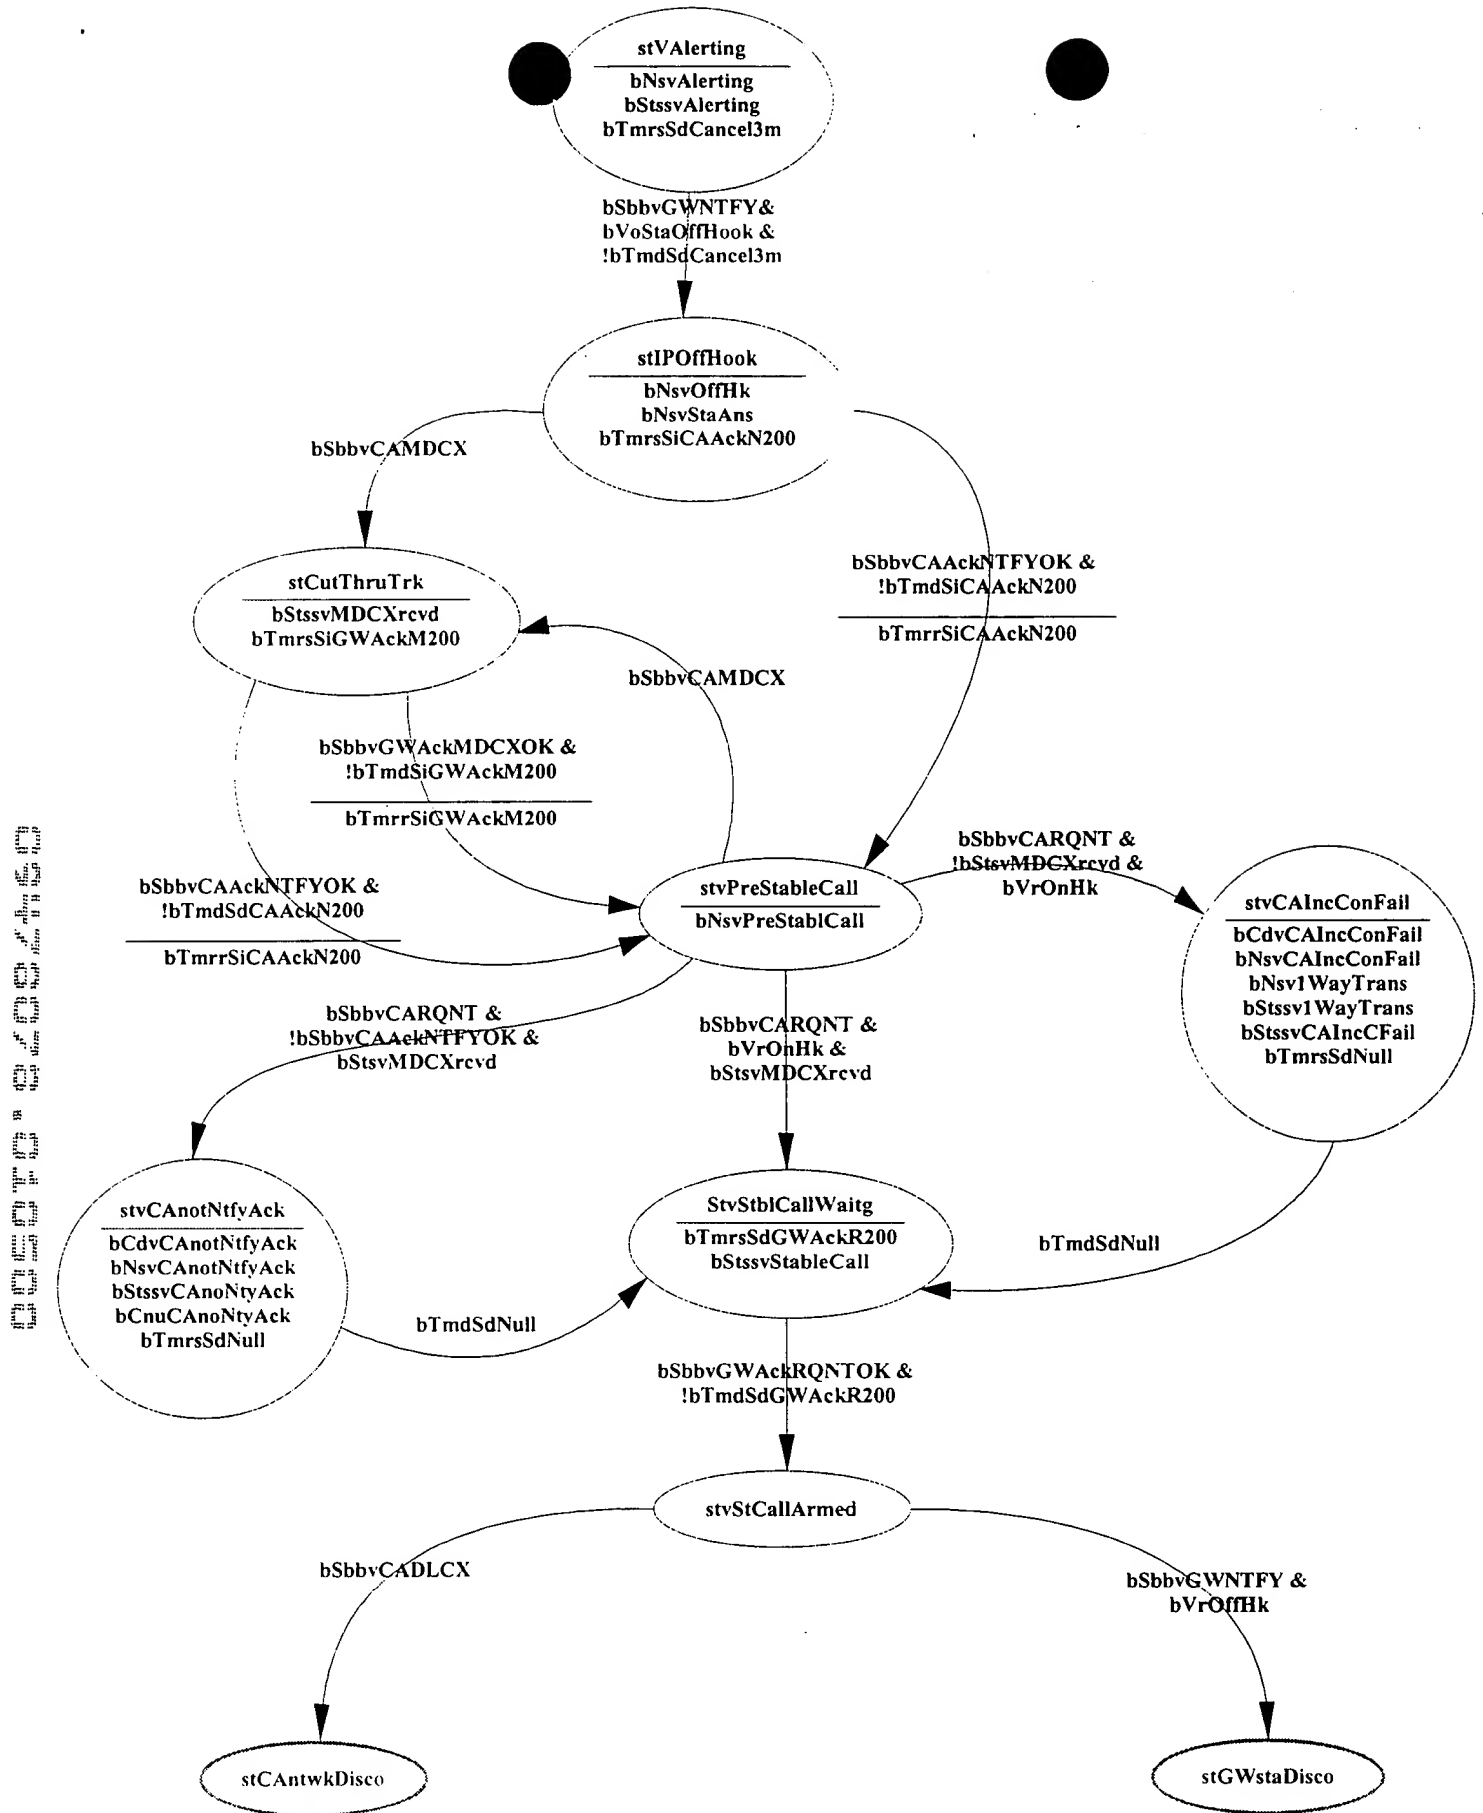 stVAlerting
bNsvAlerting
bStssvAlerting
bTmrsSdCancel3m
bSbbvGWNTFY&
bVoStaOffHook &
!bTmdSdCancel3m
stIPOffHook
bNsvOffHk
bNsvStaAns
bTmrsSiCAAckN200
bSbbvCAMDCX
bSbbvCAAckNTFYOK &
!bTmdSiCAAckN200
bTmrrSiCAAckN200
stCutThruTrk
bStssvMDCXrcvd
bTmrsSiGWAckM200
bSbbvCAMDCX
bSbbvGWAckMDCXOK &
!bTmdSiGWAckM200
bTmrrSiGWAckM200
bSbbvCAAckNTFYOK &
!bTmdSdCAAckN200
bTmrrSiCAAckN200
stvPreStableCall
bNsvPreStablCall
bSbbvCARQNT &
!bStsvMDCXrcvd &
bVrOnHk
stvCAIncConFail
bCdvCAIncConFail
bNsvCAIncConFail
bNsv1WayTrans
bStssv1WayTrans
bStssvCAIncCFail
bTmrsSdNull
bSbbvCARQNT &
!bSbbvCAAckNTFYOK &
bStsvMDCXrcvd
bSbbvCARQNT &
bVrOnHk &
bStsvMDCXrcvd
stvCAnotNtfyAck
bCdvCAnotNtfyAck
bNsvCAnotNtfyAck
bStssvCAnoNtyAck
bCnuCAnoNtyAck
bTmrsSdNull
StvStblCallWaitg
bTmrsSdGWAckR200
bStssvStableCall
bTmdSdNull
bTmdSdNull
bSbbvGWAckRQNTOK &
!bTmdSdGWAckR200
stvStCallArmed
bSbbvCADLCX
bSbbvGWNTFY &
bVrOffHk
stCAntwkDisco
stGWstaDisco